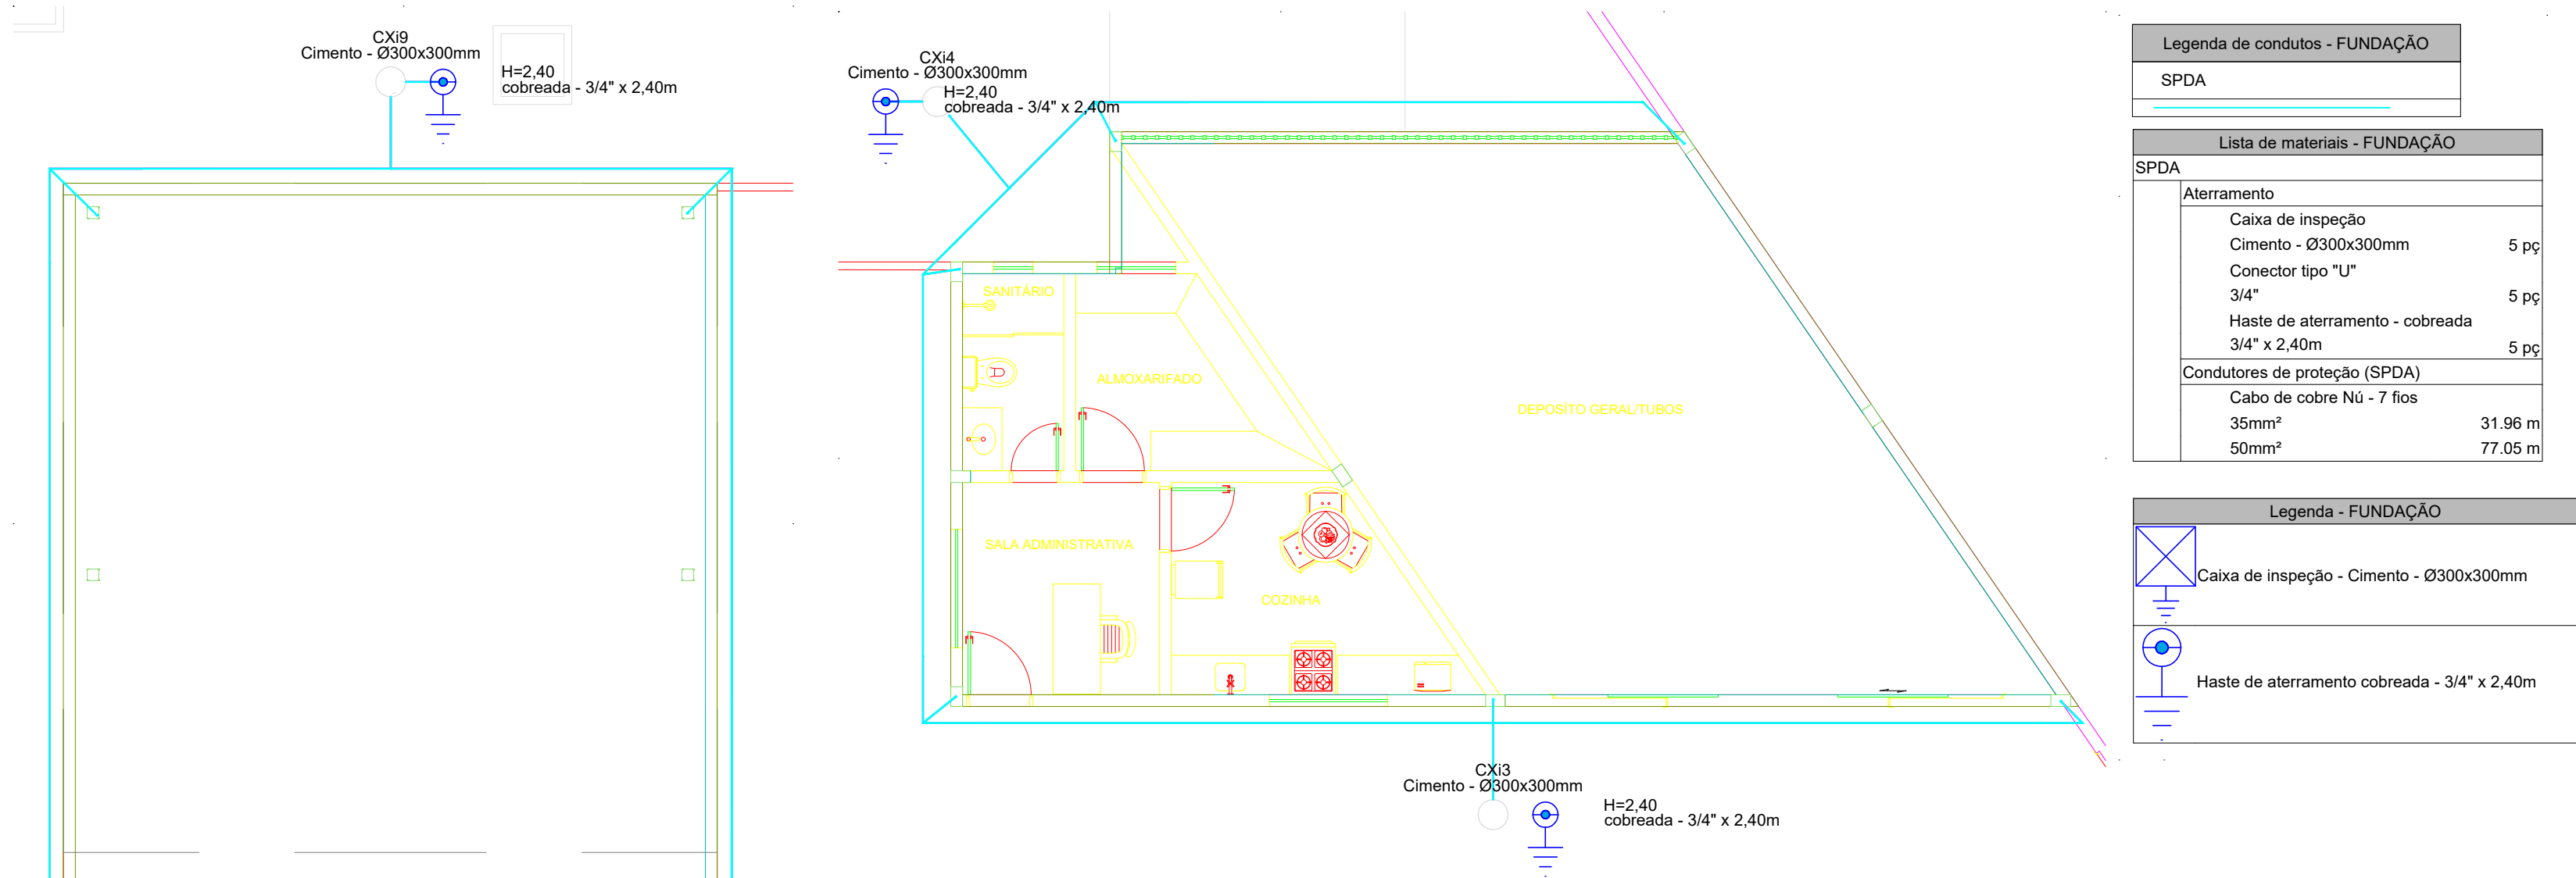 CXi9
Cimento - Ø300x300mm
H=2,40
cobreada - 3/4" x 2,40m
CXi4
Cimento - Ø300x300mm
H=2,40
cobreada - 3/4" x 2,40m
SANITÁRIO
ALMOXARIFADO
DEPOSÍTO GERAL/TUBOS
SALA ADMINISTRATIVA
COZINHA
CXi3
Cimento - Ø300x300mm
H=2,40
cobreada - 3/4" x 2,40m
Legenda de condutos - FUNDAÇÃO
SPDA
Lista de materiais - FUNDAÇÃO
SPDA
Aterramento
Caixa de inspeção
Cimento - Ø300x300mm 5 pç
Conector tipo "U"
3/4" 5 pç
Haste de aterramento - cobreada
3/4" x 2,40m 5 pç
Condutores de proteção (SPDA)
Cabo de cobre Nú - 7 fios
35mm² 31.96 m
50mm² 77.05 m
Legenda - FUNDAÇÃO
Caixa de inspeção - Cimento - Ø300x300mm
Haste de aterramento cobreada - 3/4" x 2,40m